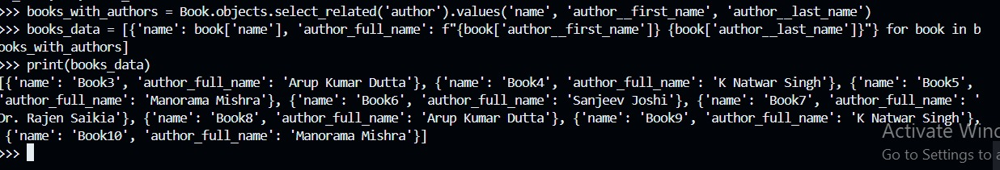 >>> books_with_authors = Book.objects.select_related('author').values('name', 'author__first_name', 'author__last_name')
>>> books_data = [{'name': book['name'], 'author_full_name': f"{book['author__first_name']} {book['author__last_name']}"} for book in b
ooks_with_authors]
>>> print(books_data)
[{'name': 'Book3', 'author_full_name': 'Arup Kumar Dutta'}, {'name': 'Book4', 'author_full_name': 'K Natwar Singh'}, {'name': 'Book5',
'author_full_name': 'Manorama Mishra'}, {'name': 'Book6', 'author_full_name': 'Sanjeev Joshi'}, {'name': 'Book7', 'author_full_name': '
Dr. Rajen Saikia'}, {'name': 'Book8', 'author_full_name': 'Arup Kumar Dutta'}, {'name': 'Book9', 'author_full_name': 'K Natwar Singh'},
{'name': 'Book10', 'author_full_name': 'Manorama Mishra'}]
>>>
Activate Wind
Go to Settings to a